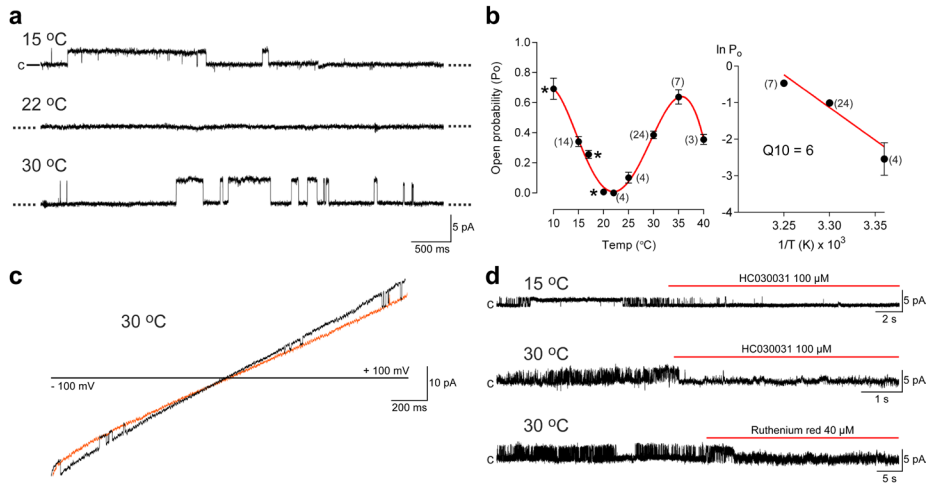 a
15 ºC
c
22 ºC
30 ºC
5 pA
500 ms
b
Open probability (Po)
1.0
0.8
0.6
0.4
0.2
0.0
*
(14)
*
*
(4)
(4)
(24)
(7)
(3)
10 15 20 25 30 35 40
Temp (ºC)
ln Po
0
-1
-2
-3
-4
(7)
(24)
(4)
Q10 = 6
3.25 3.30 3.35
1/T (K) x 10³
c
30 ºC
- 100 mV
+ 100 mV
10 pA
200 ms
d
15 ºC
HC030031 100 µM
c
5 pA
2 s
30 ºC
HC030031 100 µM
c
5 pA
1 s
30 ºC
Ruthenium red 40 µM
c
5 pA
5 s